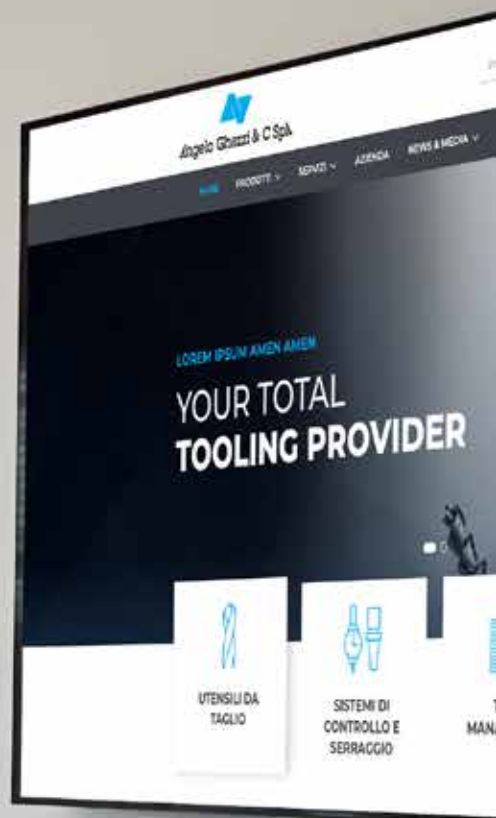 Angelo Ghezzi & C SpA
HOME PRODOTTI SERVIZI AZIENDA NEWS & MEDIA
LOREM IPSUM AMEN AMEN
YOUR TOTAL
TOOLING PROVIDER
UTENSILI DA
TAGLIO
SISTEMI DI
CONTROLLO E
SERRAGGIO